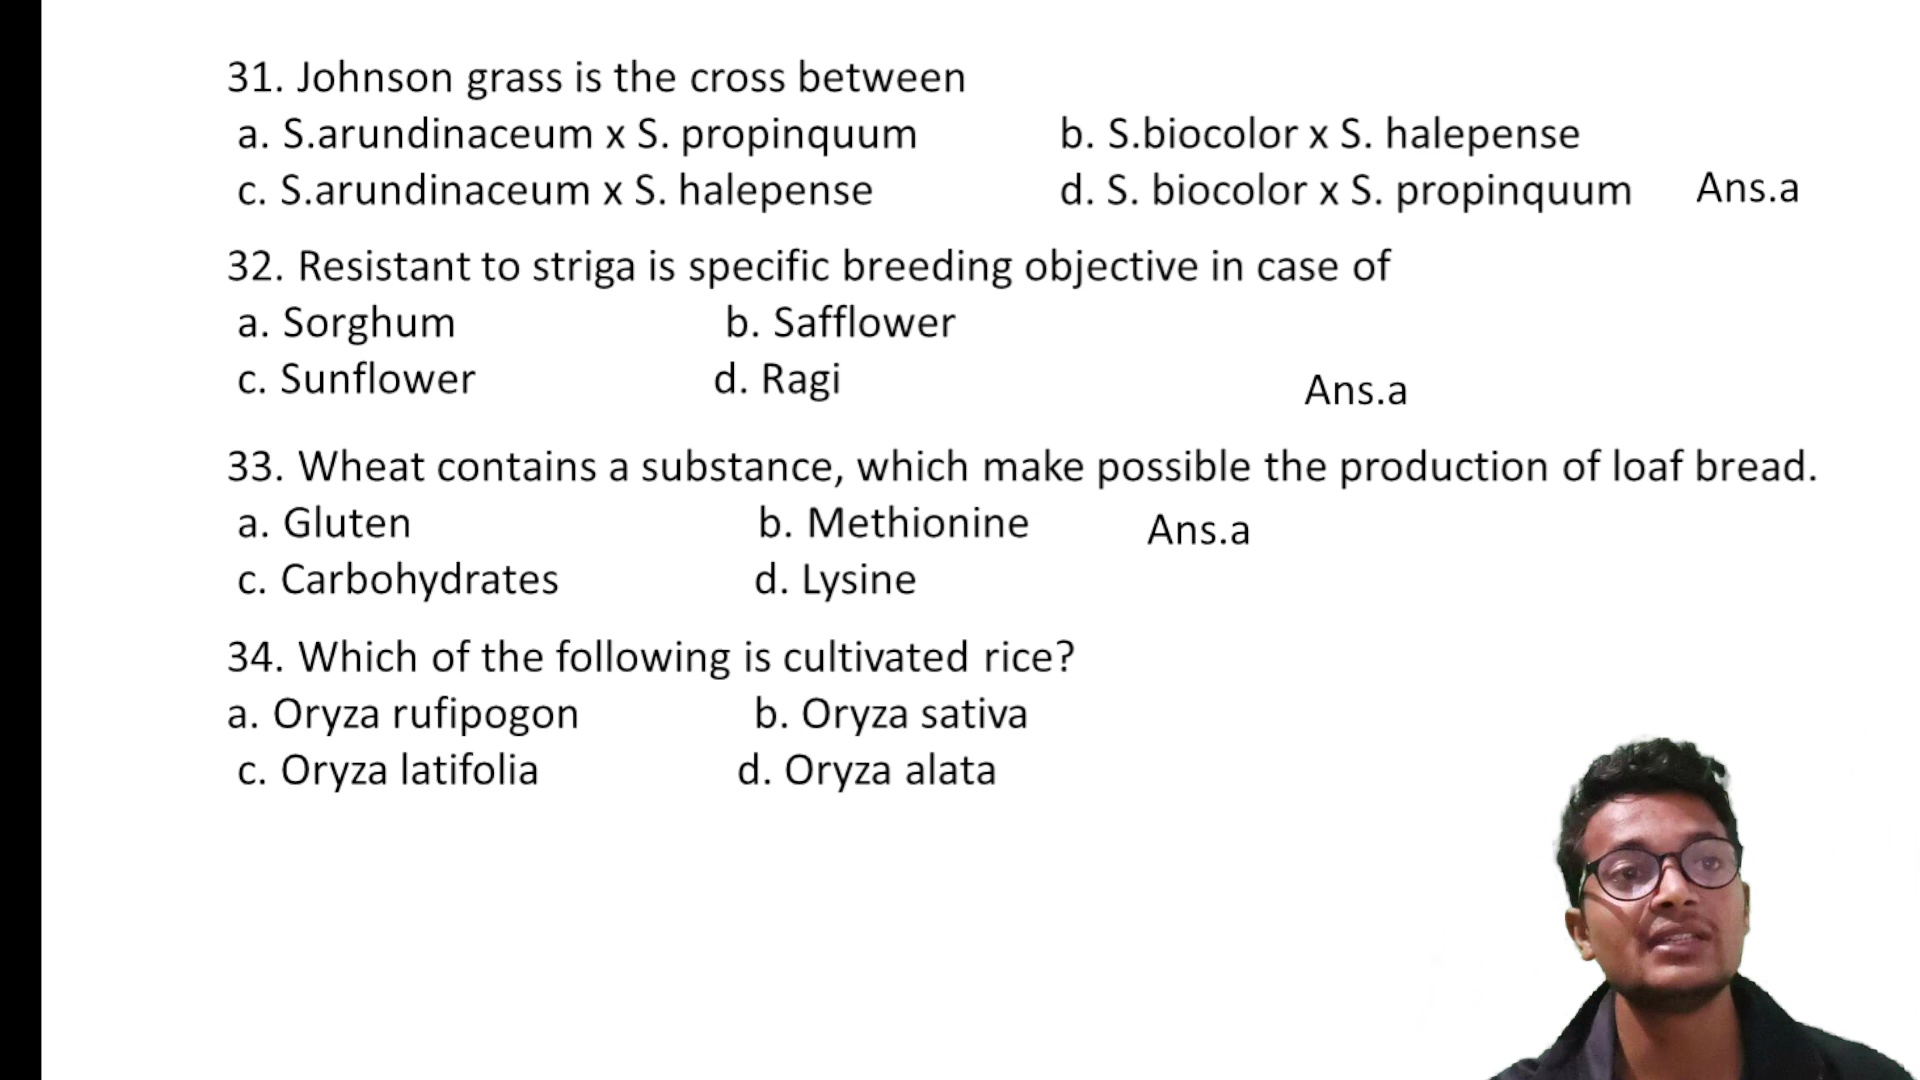 31. Johnson grass is the cross between
a. S.arundinaceum x S. propinquum b. S.biocolor x S. halepense
c. S.arundinaceum x S. halepense d. S. biocolor x S. propinquum Ans.a
32. Resistant to striga is specific breeding objective in case of
a. Sorghum b. Safflower
c. Sunflower d. Ragi Ans.a
33. Wheat contains a substance, which make possible the production of loaf bread.
a. Gluten b. Methionine Ans.a
c. Carbohydrates d. Lysine
34. Which of the following is cultivated rice?
a. Oryza rufipogon b. Oryza sativa
c. Oryza latifolia d. Oryza alata